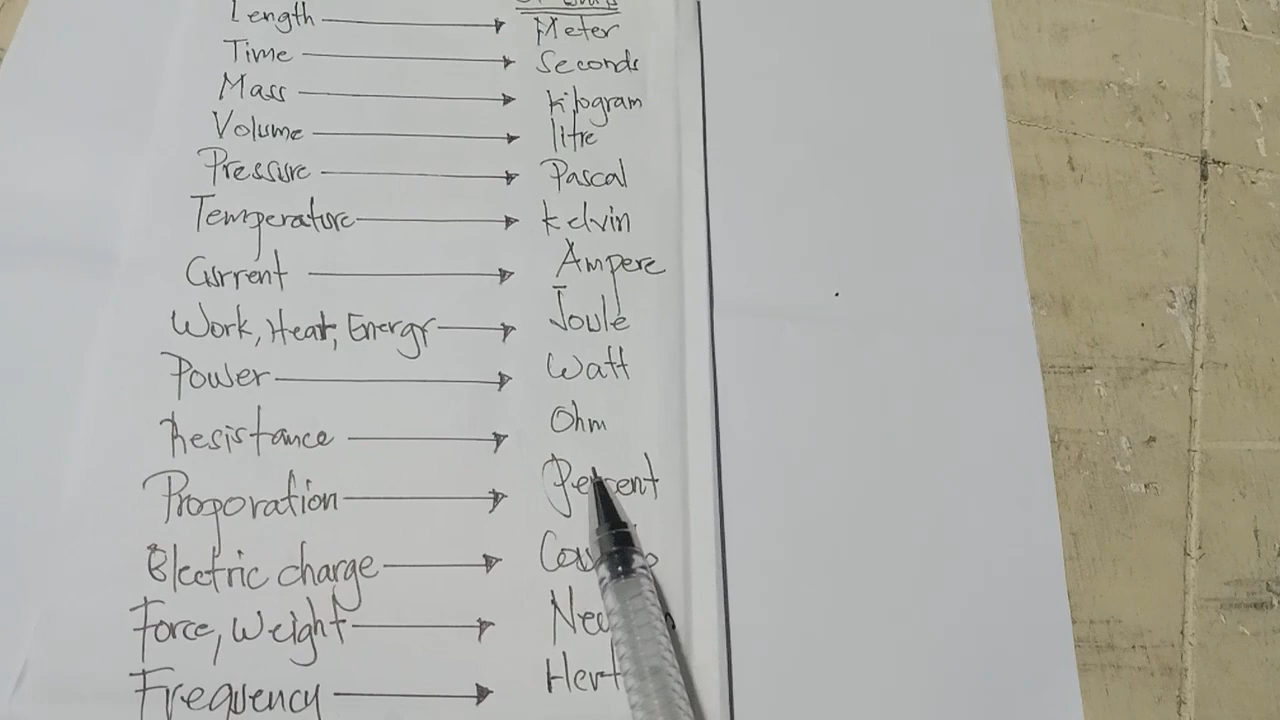 Length Meter
Time Seconds
Mass kilogram
Volume litre
Pressure Pascal
Temperature kelvin
Current Ampere
Work, Heat, Energy Joule
Power Watt
Resistance Ohm
Proporation Percent
Electric charge
Force, Weight
Frequency